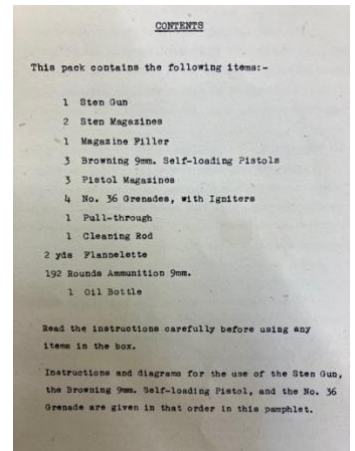 CONTENTS
This pack contains the following items:-
1 Sten Gun
2 Sten Magazines
1 Magazine Filler
3 Browning 9mm. Self-loading Pistols
3 Pistol Magazines
4 No. 36 Grenades, with Igniters
1 Pull-through
1 Cleaning Rod
2 yds Flannelette
192 Rounds Ammunition 9mm.
1 Oil Bottle
Read the instructions carefully before using any
items in the box.
Instructions and diagrams for the use of the Sten Gun,
the Browning 9mm. Self-loading Pistol, and the No. 36
Grenade are given in that order in this pamphlet.